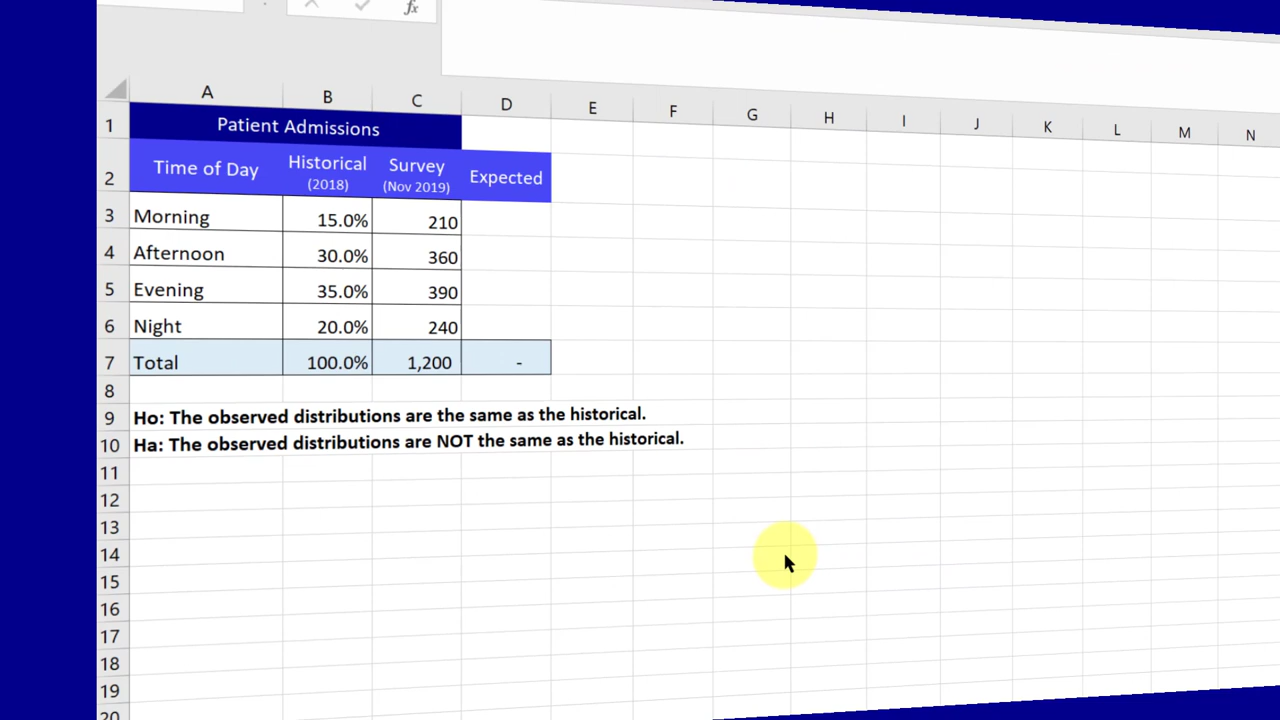 fx
A B C D E F G H I J K L M N
1 Patient Admissions
2 Time of Day Historical (2018) Survey (Nov 2019) Expected
3 Morning 15.0% 210
4 Afternoon 30.0% 360
5 Evening 35.0% 390
6 Night 20.0% 240
7 Total 100.0% 1,200 -
8
9 Ho: The observed distributions are the same as the historical.
10 Ha: The observed distributions are NOT the same as the historical.
11
12
13
14
15
16
17
18
19
20